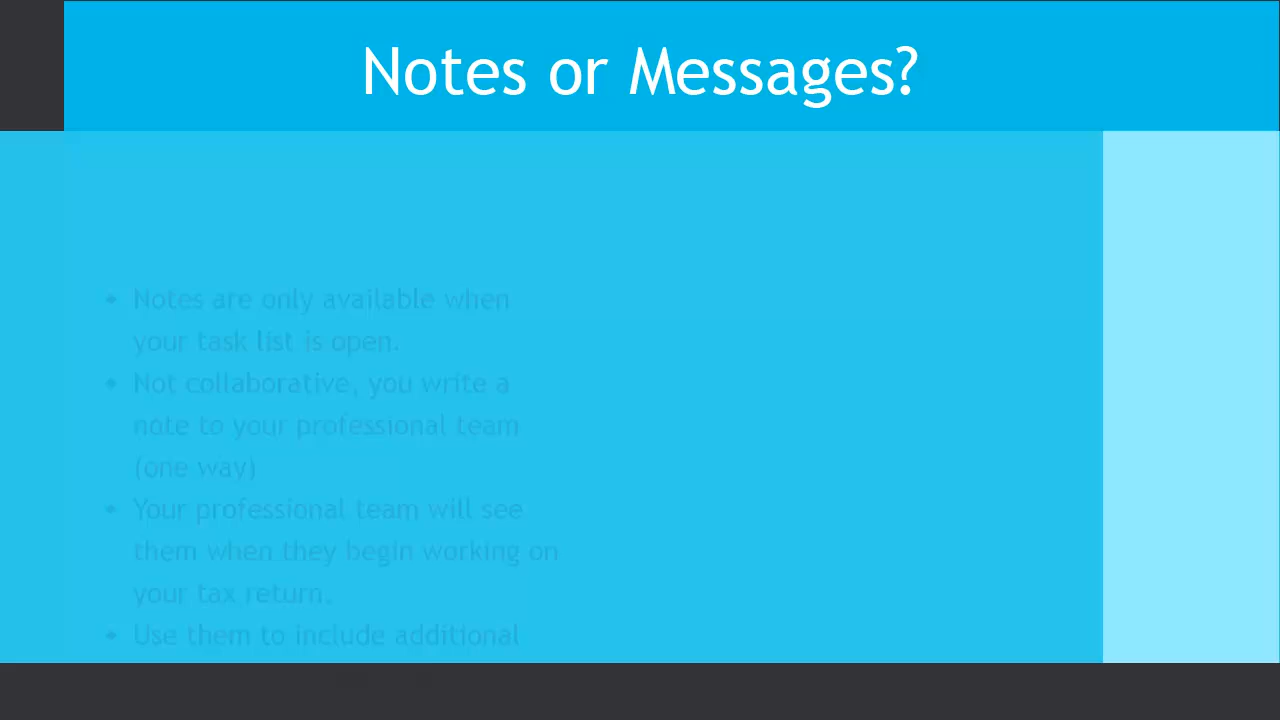 Notes or Messages?
• Notes are only available when
your task list is open.
• Not collaborative, you write a
note to your professional team
(one way)
• Your professional team will see
them when they begin working on
your tax return.
• Use them to include additional